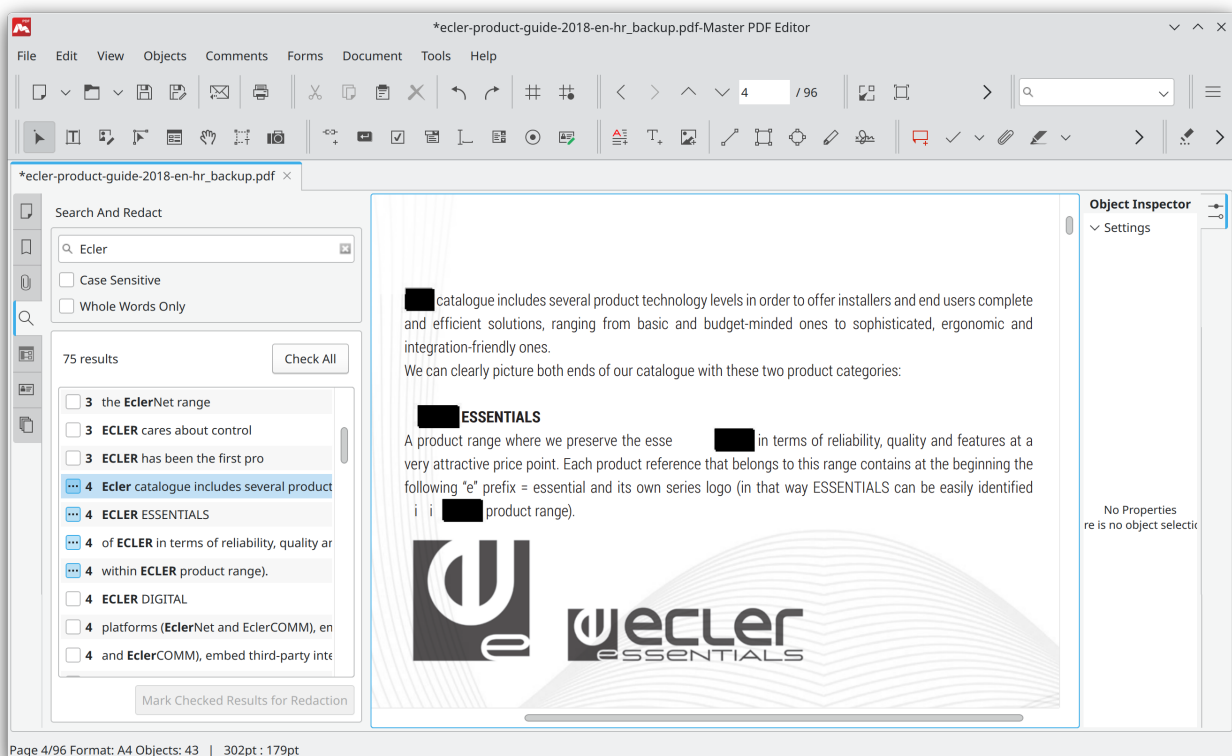 *ecler-product-guide-2018-en-hr_backup.pdf-Master PDF Editor
File Edit View Objects Comments Forms Document Tools Help
4 / 96
*ecler-product-guide-2018-en-hr_backup.pdf
Search And Redact
Ecler
Case Sensitive
Whole Words Only
75 results
Check All
3 the EclerNet range
3 ECLER cares about control
3 ECLER has been the first pro
4 Ecler catalogue includes several product
4 ECLER ESSENTIALS
4 of ECLER in terms of reliability, quality ar
4 within ECLER product range).
4 ECLER DIGITAL
4 platforms (EclerNet and EclerCOMM), en
4 and EclerCOMM), embed third-party inte
Mark Checked Results for Redaction
catalogue includes several product technology levels in order to offer installers and end users complete
and efficient solutions, ranging from basic and budget-minded ones to sophisticated, ergonomic and
integration-friendly ones.
We can clearly picture both ends of our catalogue with these two product categories:
ESSENTIALS
A product range where we preserve the esse in terms of reliability, quality and features at a
very attractive price point. Each product reference that belongs to this range contains at the beginning the
following “e” prefix = essential and its own series logo (in that way ESSENTIALS can be easily identified
i i product range).
e
ecler
essentials
Object Inspector
Settings
No Properties
re is no object selectic
Page 4/96 Format: A4 Objects: 43 | 302pt : 179pt